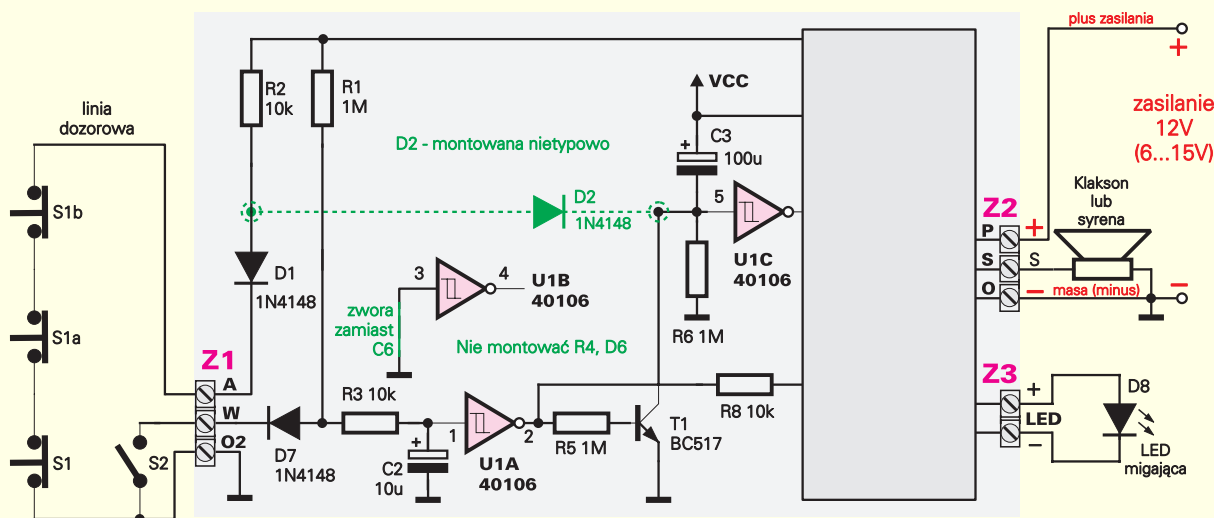 plus zasilania
+
zasilanie
12V
(6...15V)
linia
dozorowa
R2
10k
R1
1M
VCC
D2 - montowana nietypowo
C3
+
100u
D2
1N4148
5
S1b
Klakson
lub
syrena
Z2
P
+
S
S
O
−
masa (minus)
−
U1C
40106
D1
1N4148
3
4
U1B
40106
zwora
zamiast
C6
R6 1M
Nie montować R4, D6
S1a
Z1
A
R3 10k
W
O2
1
2
+
C2
10u
U1A
40106
D7
1N4148
R5 1M
T1
BC517
R8 10k
Z3
+
LED
−
D8
LED
migająca
S1
S2